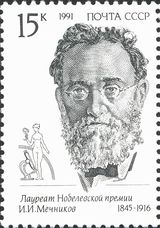 15К 1991 ПОЧТА СССР
Лауреат Нобелевской премии
И.И.Мечников 1845-1916